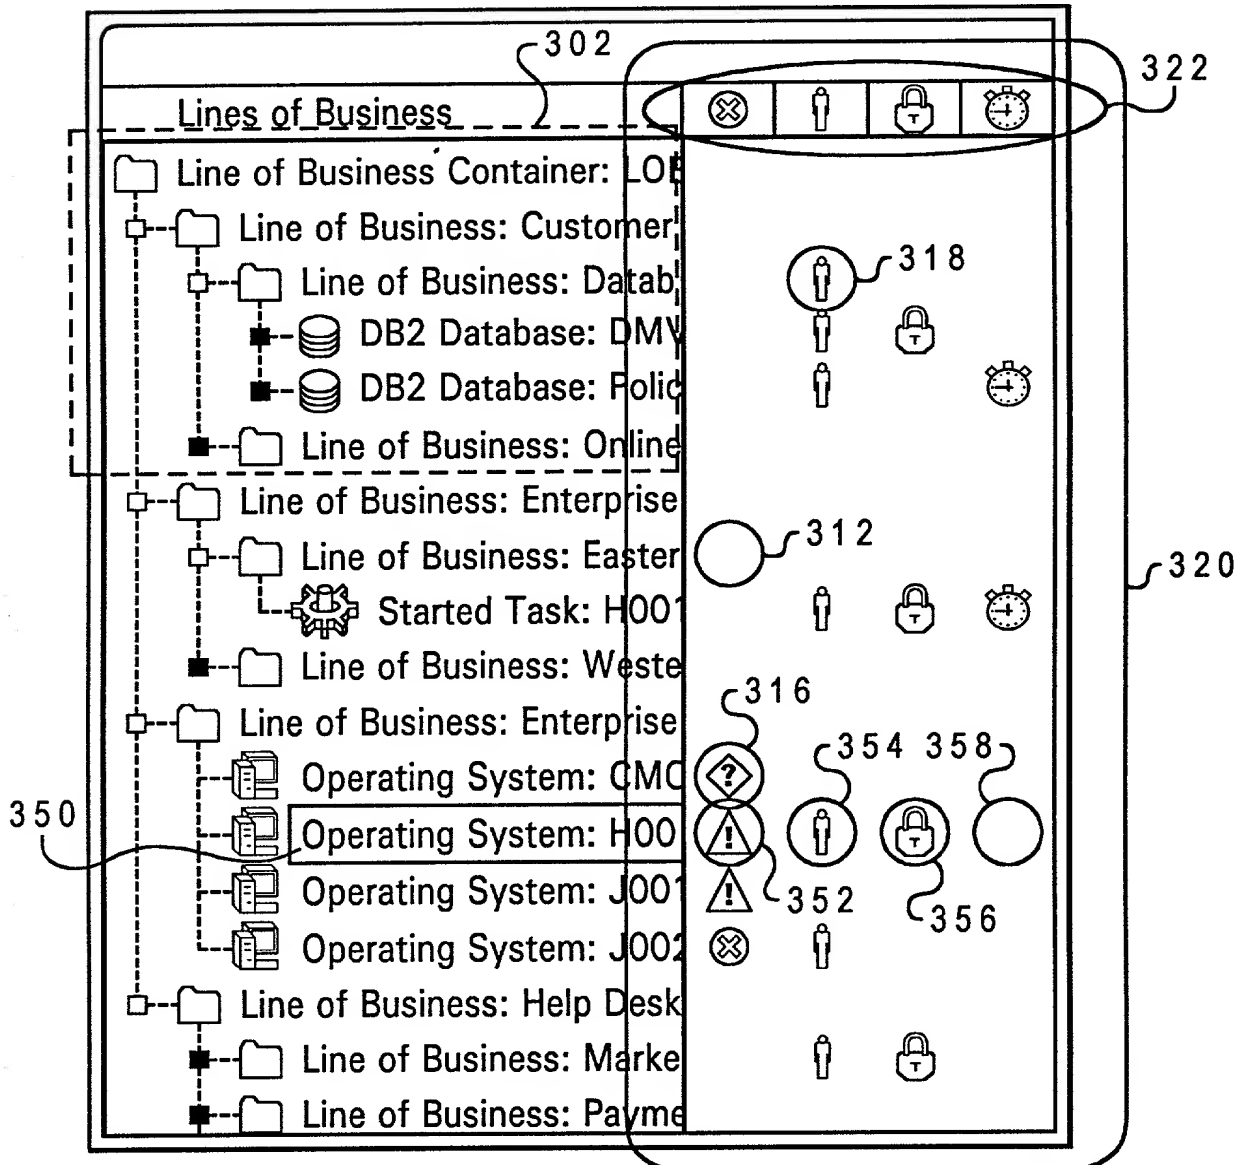 302
322
Lines of Business
Line of Business Container: LOB
Line of Business: Customer
318
Line of Business: Datab
DB2 Database: DMV
DB2 Database: Polic
Line of Business: Online
Line of Business: Enterprise
312
Line of Business: Easter
320
Started Task: H001
Line of Business: Weste
316
Line of Business: Enterprise
354 358
?
Operating System: CMC
350
Operating System: H00
!
Operating System: J001
!
352
356
Operating System: J002
Line of Business: Help Desk
Line of Business: Marke
Line of Business: Payme